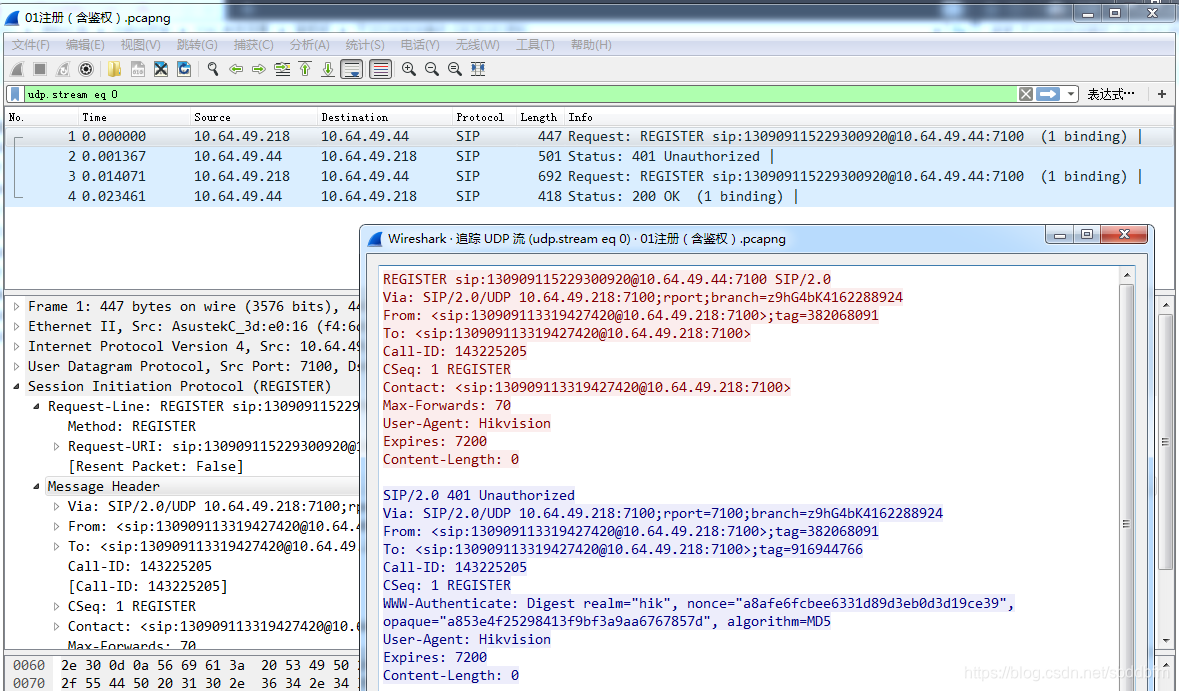 01注册（含鉴权）.pcapng
文件(F) 编辑(E) 视图(V) 跳转(G) 捕获(C) 分析(A) 统计(S) 电话(Y) 无线(W) 工具(T) 帮助(H)
udp.stream eq 0 表达式… +
No. Time Source Destination Protocol Length Info
1 0.000000 10.64.49.218 10.64.49.44 SIP 447 Request: REGISTER sip:130909115229300920@10.64.49.44:7100 (1 binding) |
2 0.001367 10.64.49.44 10.64.49.218 SIP 501 Status: 401 Unauthorized |
3 0.014071 10.64.49.218 10.64.49.44 SIP 692 Request: REGISTER sip:130909115229300920@10.64.49.44:7100 (1 binding) |
4 0.023461 10.64.49.44 10.64.49.218 SIP 418 Status: 200 OK (1 binding) |
Frame 1: 447 bytes on wire (3576 bits), 44
Ethernet II, Src: AsustekC_3d:e0:16 (f4:6d
Internet Protocol Version 4, Src: 10.64.49
User Datagram Protocol, Src Port: 7100, Ds
Session Initiation Protocol (REGISTER)
Request-Line: REGISTER sip:130909115229
Method: REGISTER
Request-URI: sip:130909115229300920@1
[Resent Packet: False]
Message Header
Via: SIP/2.0/UDP 10.64.49.218:7100;rp
From: <sip:130909113319427420@10.64.4
To: <sip:130909113319427420@10.64.49
Call-ID: 143225205
[Call-ID: 143225205]
CSeq: 1 REGISTER
Contact: <sip:130909113319427420@10.6
Max-Forwards: 70
0060 2e 30 0d 0a 56 69 61 3a 20 53 49 50
0070 2f 55 44 50 20 31 30 2e 36 34 2e 34
Wireshark · 追踪 UDP 流 (udp.stream eq 0) · 01注册（含鉴权）.pcapng
REGISTER sip:130909115229300920@10.64.49.44:7100 SIP/2.0
Via: SIP/2.0/UDP 10.64.49.218:7100;rport;branch=z9hG4bK4162288924
From: <sip:130909113319427420@10.64.49.218:7100>;tag=382068091
To: <sip:130909113319427420@10.64.49.218:7100>
Call-ID: 143225205
CSeq: 1 REGISTER
Contact: <sip:130909113319427420@10.64.49.218:7100>
Max-Forwards: 70
User-Agent: Hikvision
Expires: 7200
Content-Length: 0
SIP/2.0 401 Unauthorized
Via: SIP/2.0/UDP 10.64.49.218:7100;rport=7100;branch=z9hG4bK4162288924
From: <sip:130909113319427420@10.64.49.218:7100>;tag=382068091
To: <sip:130909113319427420@10.64.49.218:7100>;tag=916944766
Call-ID: 143225205
CSeq: 1 REGISTER
WWW-Authenticate: Digest realm="hik", nonce="a8afe6fcbee6331d89d3eb0d3d19ce39",
opaque="a853e4f25298413f9bf3a9aa6767857d", algorithm=MD5
User-Agent: Hikvision
Expires: 7200
Content-Length: 0